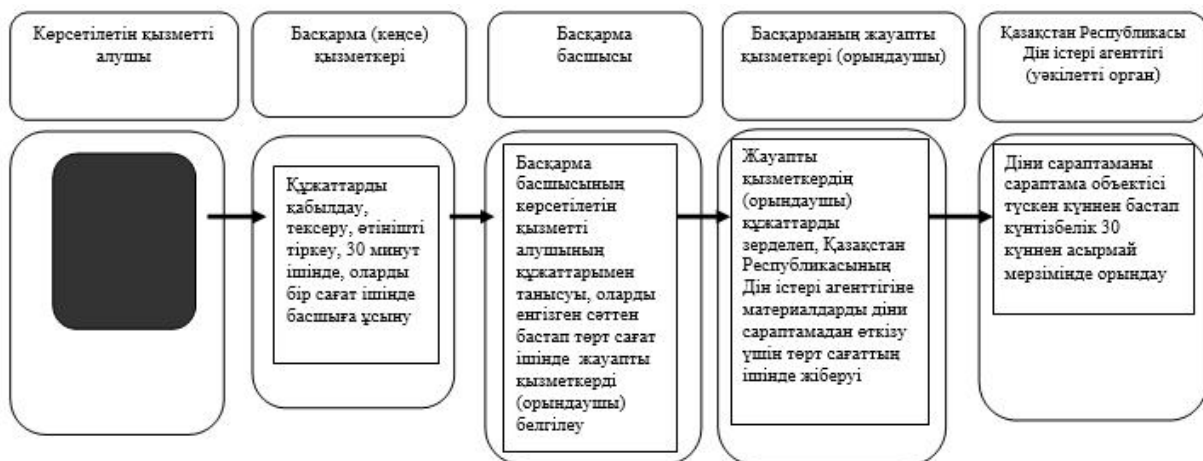 Көрсетілетін қызметті
алушы
Басқарма (кеңсе)
қызметкері
Басқарма
басшысы
Басқарманың жауапты
қызметкері (орындаушы)
Қазақстан Республикасы
Дін істері агенттігі
(уәкілетті орган)
Құжаттарды
қабылдау,
тексеру, өтінішті
тіркеу, 30 минут
ішінде, оларды
бір сағат ішінде
басшыға ұсыну
Басқарма
басшысының
көрсетілетін
қызметті
алушының
құжаттарымен
танысуы, оларды
енгізген сәттен
бастап төрт сағат
ішінде жауапты
қызметкерді
(орындаушы)
белгілеу
Жауапты
қызметкердің
(орындаушы)
құжаттарды
зерделеп, Қазақстан
Республикасының
Дін істері агенттігіне
материалдарды діни
сараптамадан өткізу
үшін төрт сағаттың
ішінде жіберуі
Діни сараптаманы
сараптама объектісі
түскен күннен бастап
күнтізбелік 30
күннен асырмай
мерзімінде орындау